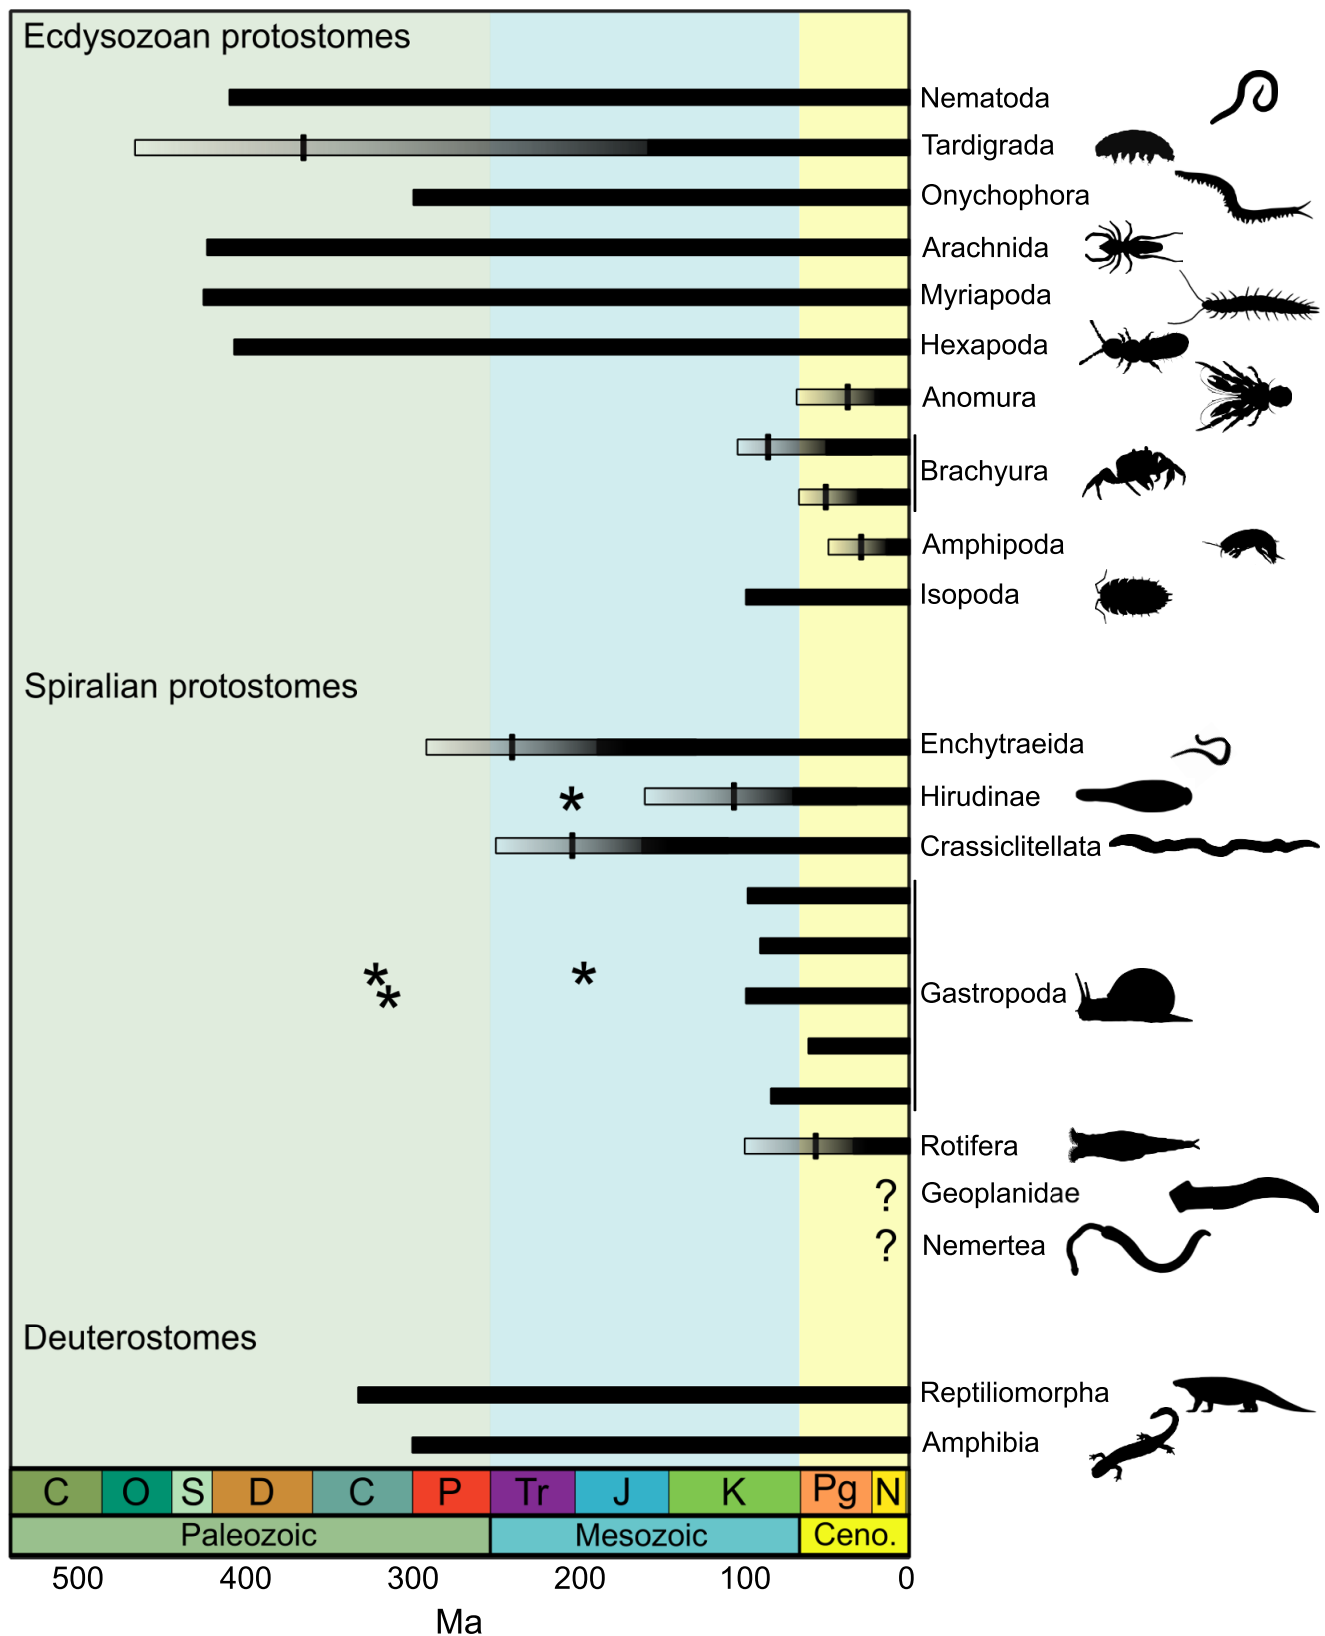 Ecdysozoan protostomes
Nematoda
Tardigrada
Onychophora
Arachnida
Myriapoda
Hexapoda
Anomura
Brachyura
Amphipoda
Isopoda
Spiralian protostomes
Enchytraeida
* Hirudinae
Crassiclitellata
* *
* Gastropoda
Rotifera
? Geoplanidae
? Nemertea
Deuterostomes
Reptiliomorpha
Amphibia
C O S D C P Tr J K Pg N
Paleozoic Mesozoic Ceno.
500 400 300 200 100 0
Ma